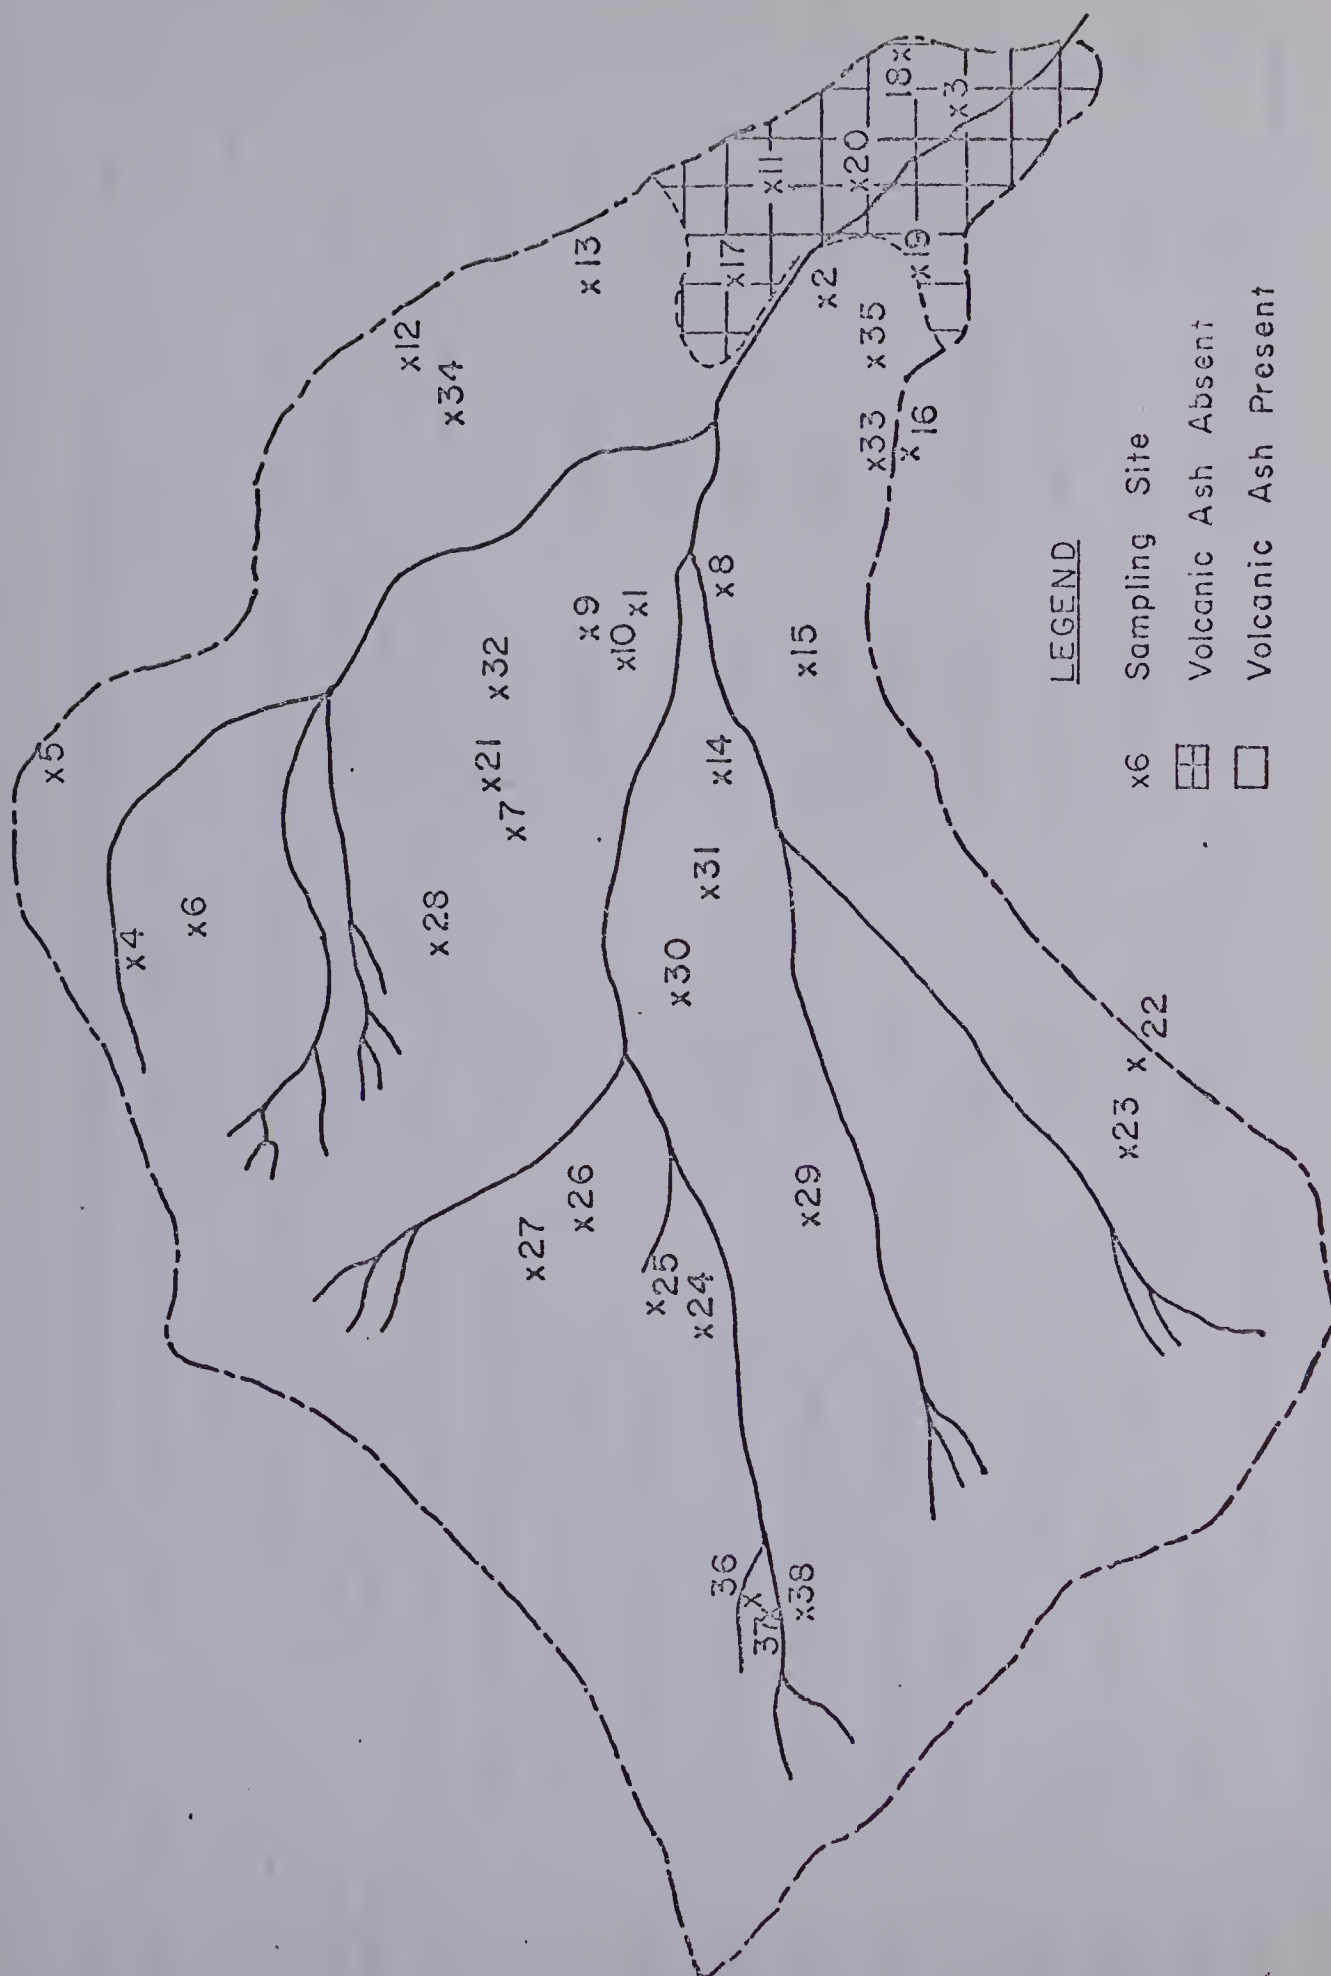 x5
x4
x6
x12
x34
x13
x28
x7
x21
x32
x9
x10
x1
x8
x17
x11
x20
18x
x3
x2
x19
x35
x33
x16
x15
x14
x31
x30
x27
x26
x25
x24
x29
x22
x23
36
x
37x
x38
LEGEND
x6 Sampling Site
Volcanic Ash Absent
Volcanic Ash Present